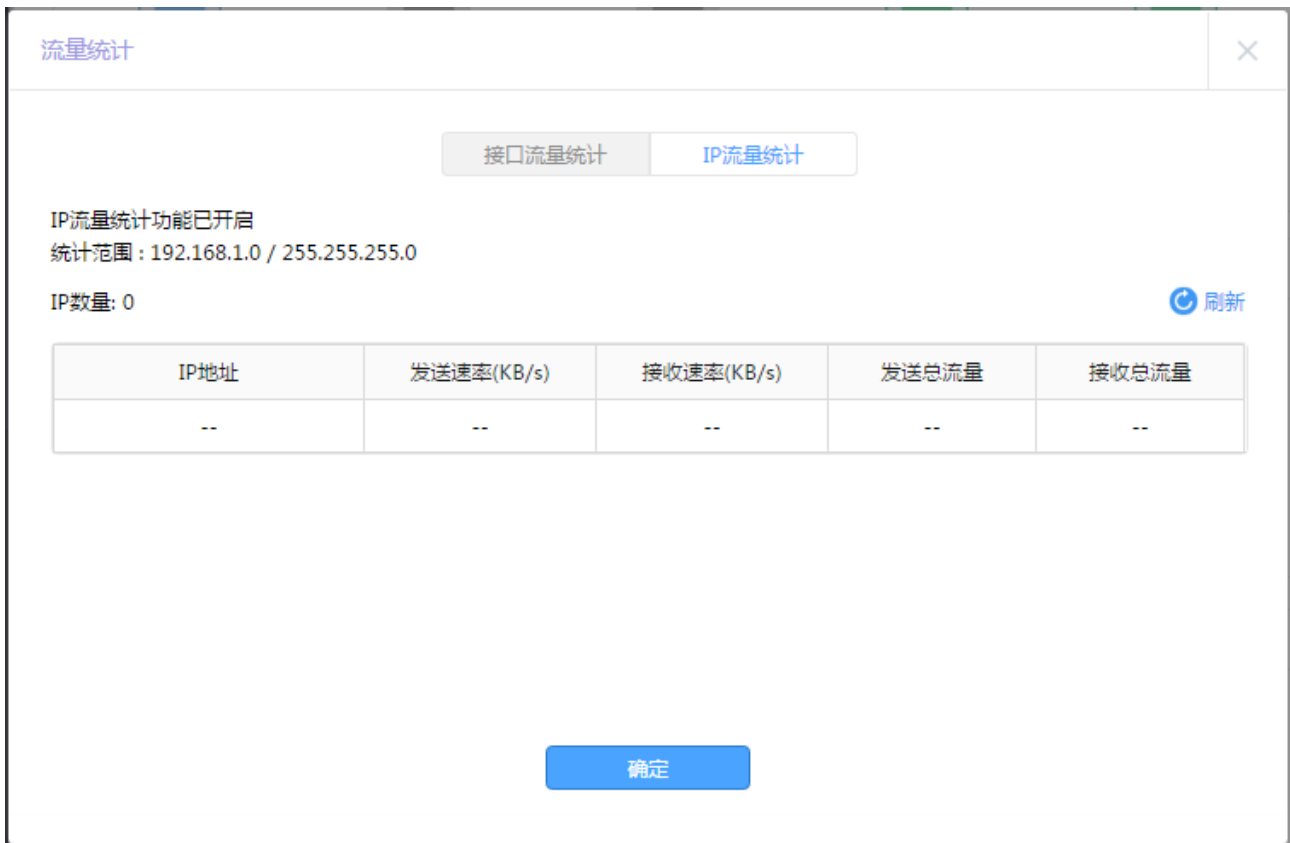 流量统计
接口流量统计 IP流量统计
IP流量统计功能已开启
统计范围 : 192.168.1.0 / 255.255.255.0
IP数量: 0 刷新
IP地址 发送速率(KB/s) 接收速率(KB/s) 发送总流量 接收总流量
-- -- -- -- --
确定